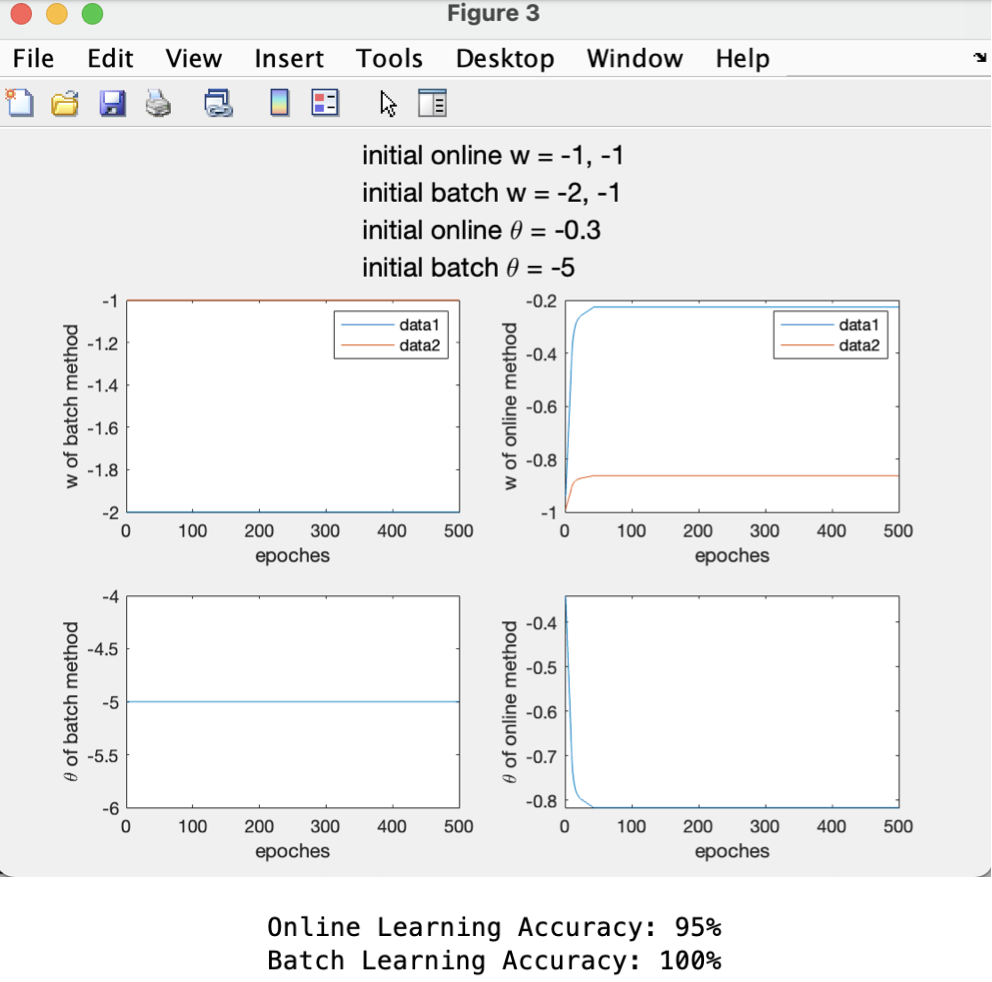 Figure 3
File Edit View Insert Tools Desktop Window Help
initial online w = -1, -1
initial batch w = -2, -1
initial online θ = -0.3
initial batch θ = -5
w of batch method
-1
-1.2
-1.4
-1.6
-1.8
-2
data1
data2
0 100 200 300 400 500
epoches
w of online method
-0.2
-0.4
-0.6
-0.8
-1
data1
data2
0 100 200 300 400 500
epoches
θ of batch method
-4
-4.5
-5
-5.5
-6
0 100 200 300 400 500
epoches
θ of online method
-0.4
-0.5
-0.6
-0.7
-0.8
0 100 200 300 400 500
epoches
Online Learning Accuracy: 95%
Batch Learning Accuracy: 100%